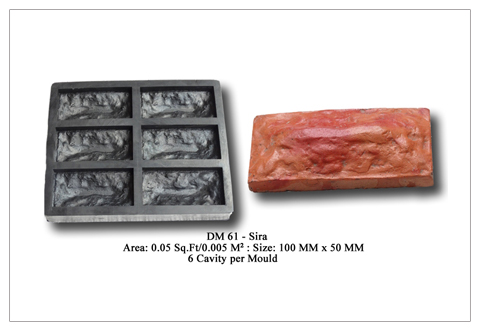 DM 61 - Sira
Area: 0.05 Sq.Ft/0.005 M² : Size: 100 MM x 50 MM
6 Cavity per Mould